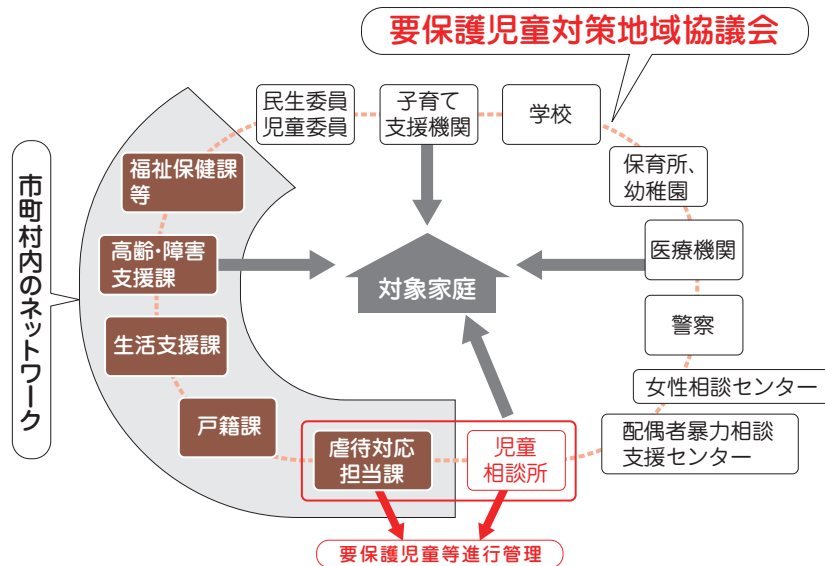 要保護児童対策地域協議会
民生委員
児童委員
子育て
支援機関
学校
保育所、
幼稚園
医療機関
警察
女性相談センター
配偶者暴力相談
支援センター
児童
相談所
虐待対応
担当課
戸籍課
生活支援課
高齢・障害
支援課
福祉保健課
等
市町村内のネットワーク
対象家庭
要保護児童等進行管理